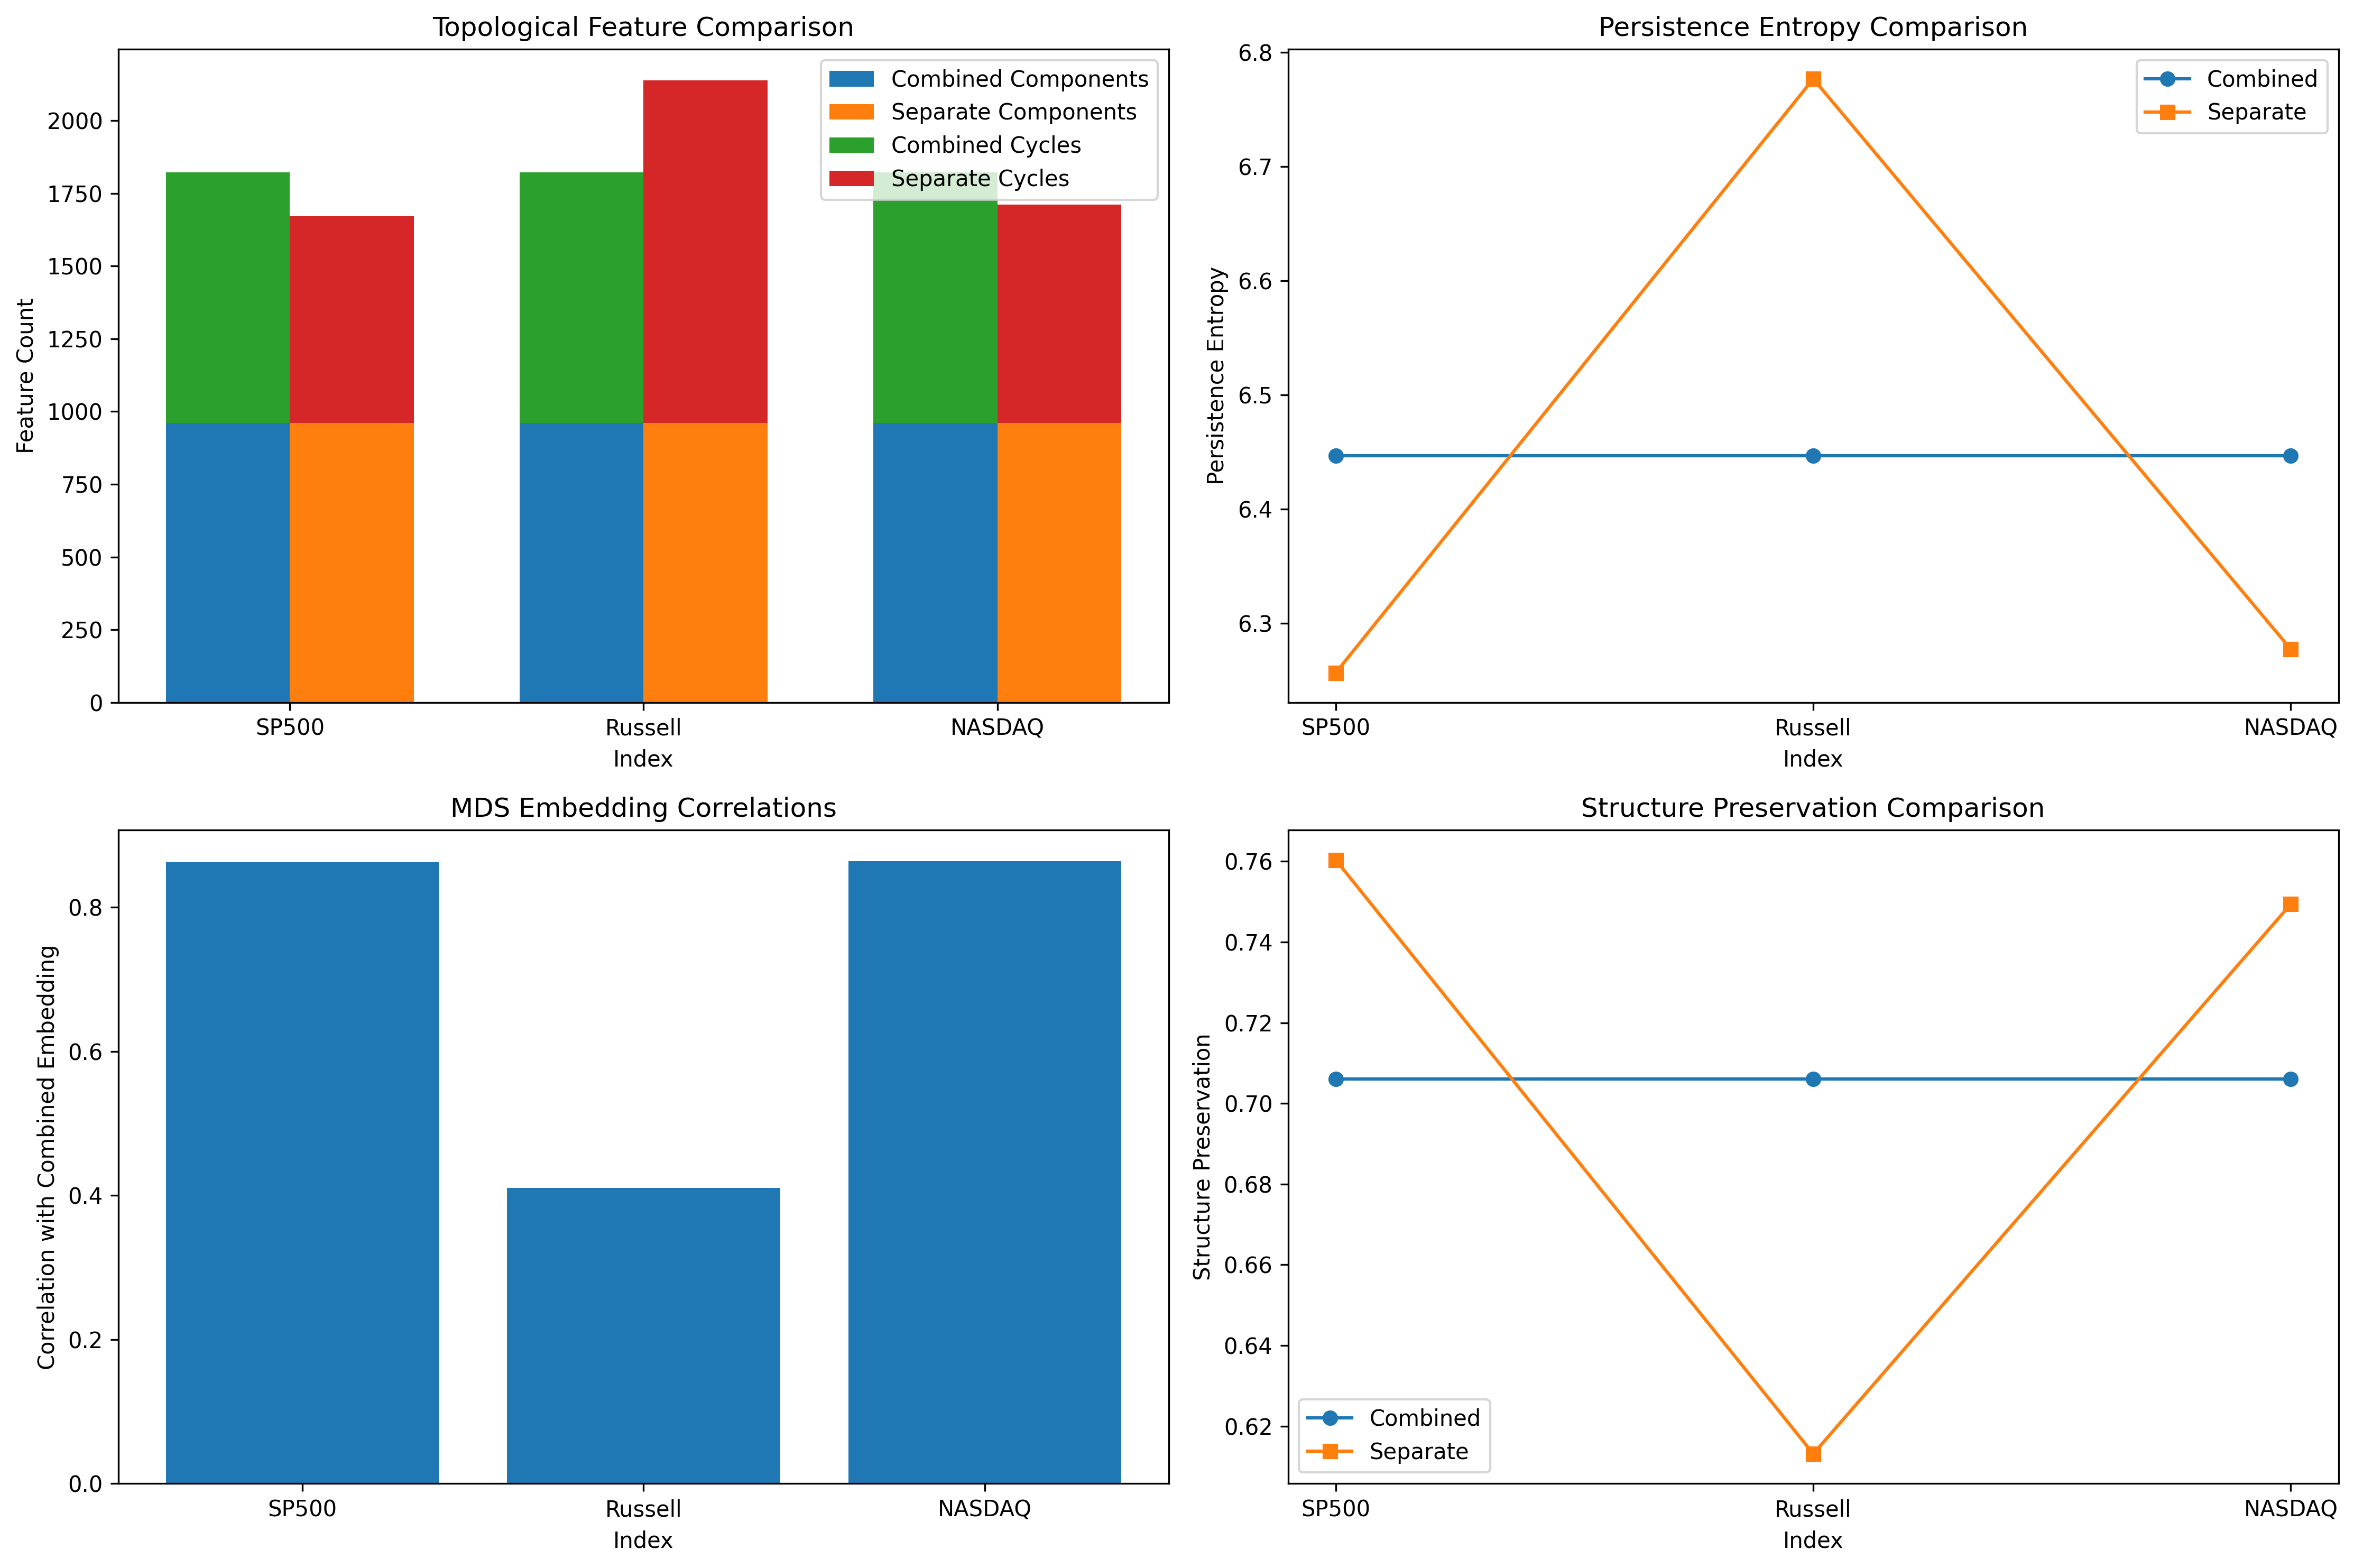 Topological Feature Comparison
Feature Count
2000
1750
1500
1250
1000
750
500
250
0
Combined Components
Separate Components
Combined Cycles
Separate Cycles
SP500
Russell
NASDAQ
Index
Persistence Entropy Comparison
Persistence Entropy
6.8
6.7
6.6
6.5
6.4
6.3
Combined
Separate
SP500
Russell
NASDAQ
Index
MDS Embedding Correlations
Correlation with Combined Embedding
0.8
0.6
0.4
0.2
0.0
SP500
Russell
NASDAQ
Index
Structure Preservation Comparison
Structure Preservation
0.76
0.74
0.72
0.70
0.68
0.66
0.64
0.62
Combined
Separate
SP500
Russell
NASDAQ
Index